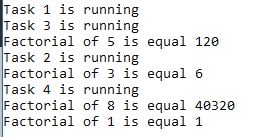 Task 1 is running
Task 3 is running
Factorial of 5 is equal 120
Task 2 is running
Factorial of 3 is equal 6
Task 4 is running
Factorial of 8 is equal 40320
Factorial of 1 is equal 1